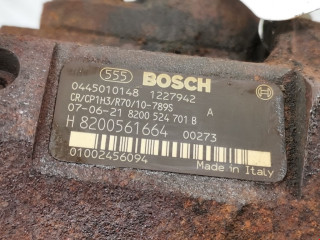 555 BOSCH
0445010148 1227942
CR/CP1H3/R70/10-789S A
07-06-21 8200 524 701 B
H 8200561664 00273
01002456094 Made in Italy